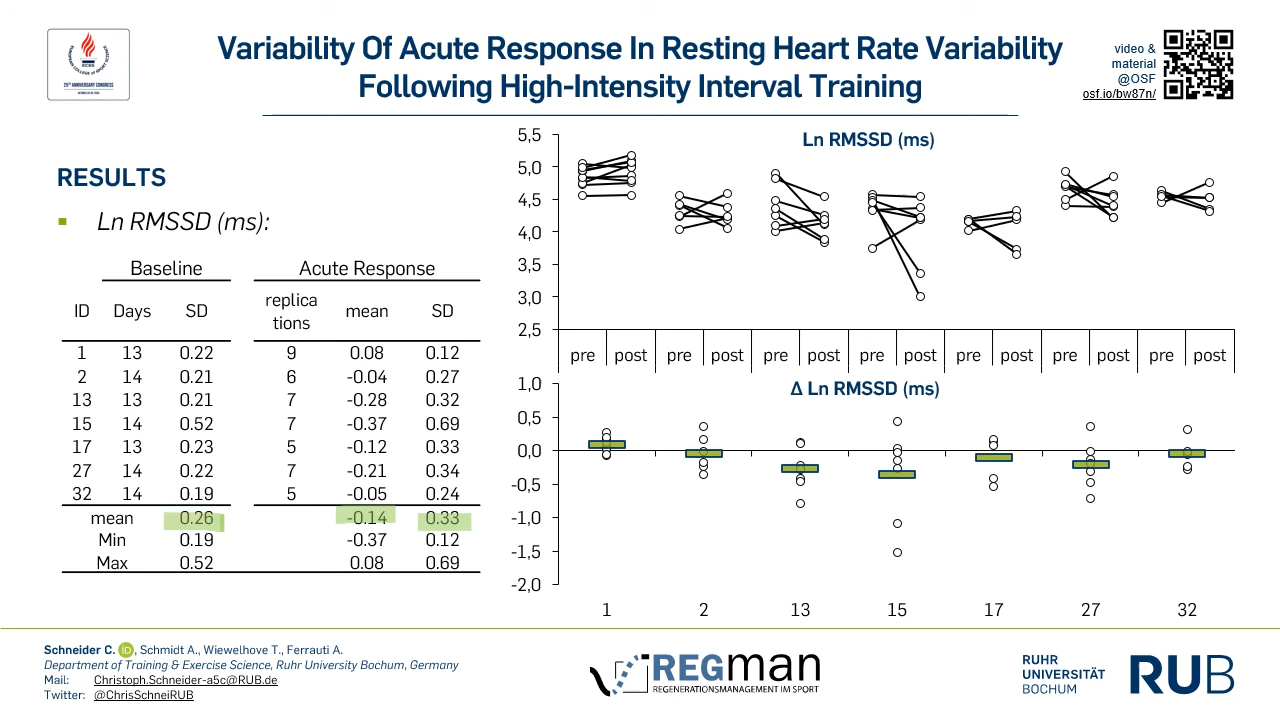 Variability Of Acute Response In Resting Heart Rate Variability
Following High-Intensity Interval Training
video &
material
@OSF
osf.io/bw87n/
ECSS
RESULTS
▪ Ln RMSSD (ms):
Baseline Acute Response
ID Days SD replica mean SD
tions
1 13 0.22 9 0.08 0.12
2 14 0.21 6 -0.04 0.27
13 13 0.21 7 -0.28 0.32
15 14 0.52 7 -0.37 0.69
17 13 0.23 5 -0.12 0.33
27 14 0.22 7 -0.21 0.34
32 14 0.19 5 -0.05 0.24
mean 0.26 -0.14 0.33
Min 0.19 -0.37 0.12
Max 0.52 0.08 0.69
Ln RMSSD (ms)
5,5
5,0
4,5
4,0
3,5
3,0
2,5
pre post pre post pre post pre post pre post pre post pre post
Δ Ln RMSSD (ms)
1,0
0,5
0,0
-0,5
-1,0
-1,5
-2,0
1 2 13 15 17 27 32
Schneider C. iD , Schmidt A., Wiewelhove T., Ferrauti A.
Department of Training & Exercise Science, Ruhr University Bochum, Germany
Mail: Christoph.Schneider-a5c@RUB.de
Twitter: @ChrisSchneiRUB
REGman
REGENERATIONSMANAGEMENT IM SPORT
RUHR
UNIVERSITÄT
BOCHUM
RUB